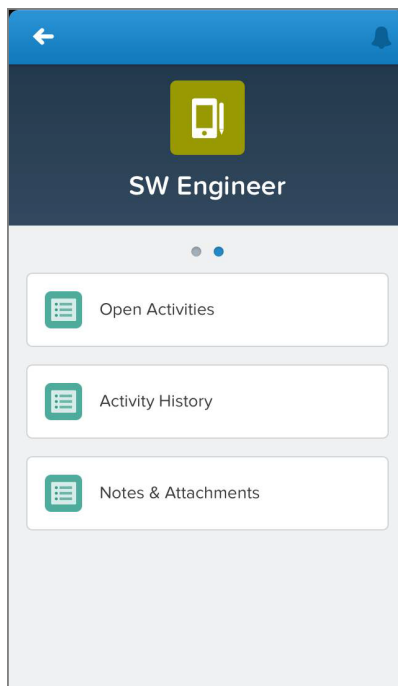 SW Engineer
Open Activities
Activity History
Notes & Attachments